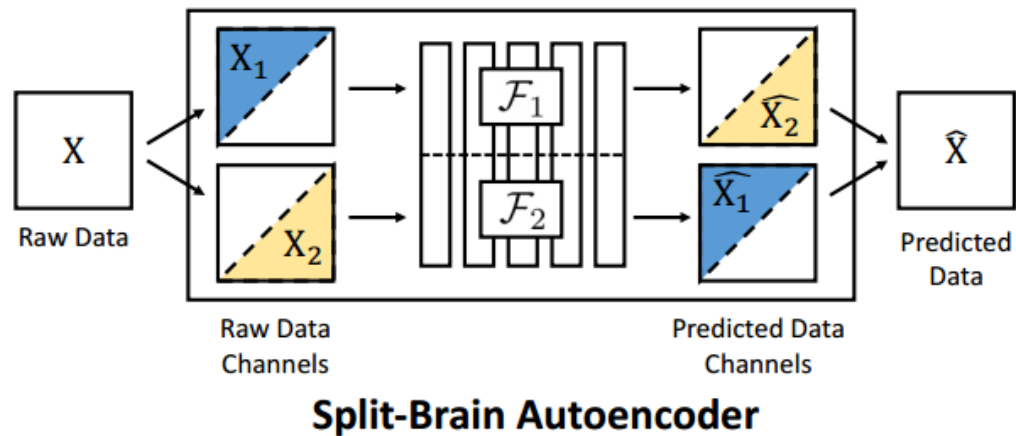 X
Raw Data
X₁
X₂
Raw Data
Channels
ℱ₁
ℱ₂
X̂₂
X̂₁
Predicted Data
Channels
X̂
Predicted
Data
Split-Brain Autoencoder